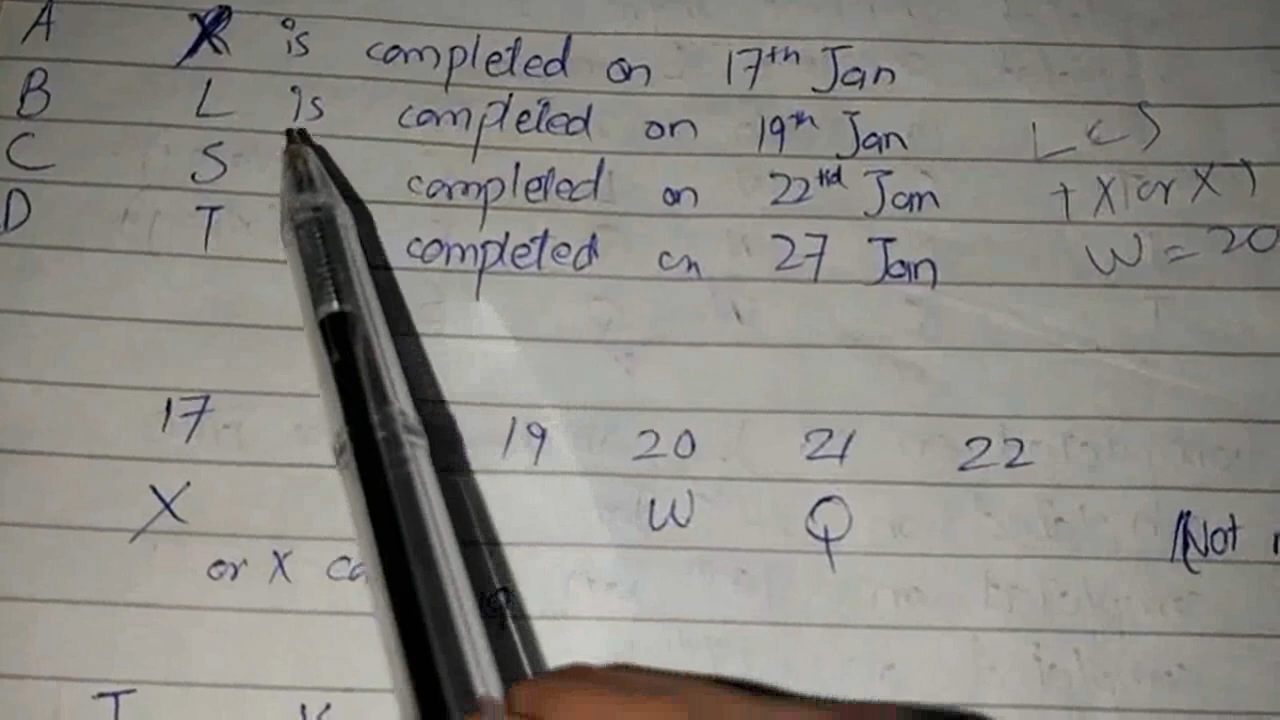 A X is completed on 17th Jan
B L is completed on 19th Jan L < S
C S completed on 22nd Jan
D T completed on 27 Jan W = 20
17 19 20 21 22
X W Q (Not
or X
T